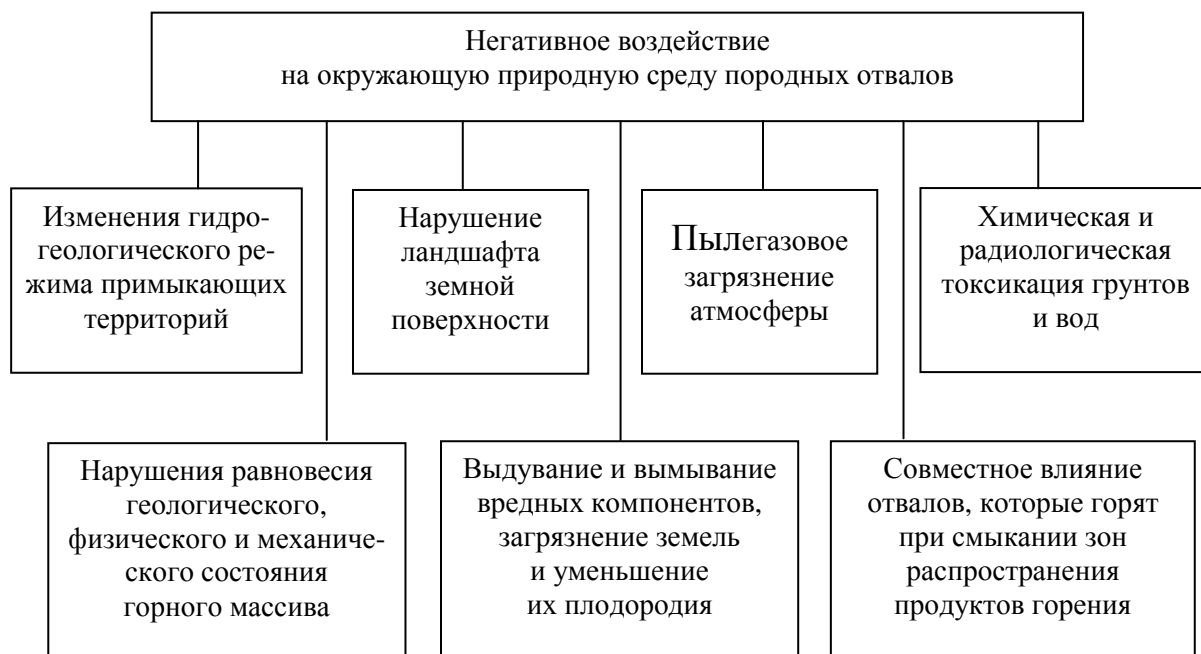 Негативное воздействие
на окружающую природную среду породных отвалов
Изменения гидро-
геологического ре-
жима примыкающих
территорий
Нарушение
ландшафта
земной
поверхности
Пылегазовое
загрязнение
атмосферы
Химическая и
радиологическая
токсикация грунтов
и вод
Нарушения равновесия
геологического,
физического и механиче-
ского состояния
горного массива
Выдувание и вымывание
вредных компонентов,
загрязнение земель
и уменьшение
их плодородия
Совместное влияние
отвалов, которые горят
при смыкании зон
распространения
продуктов горения